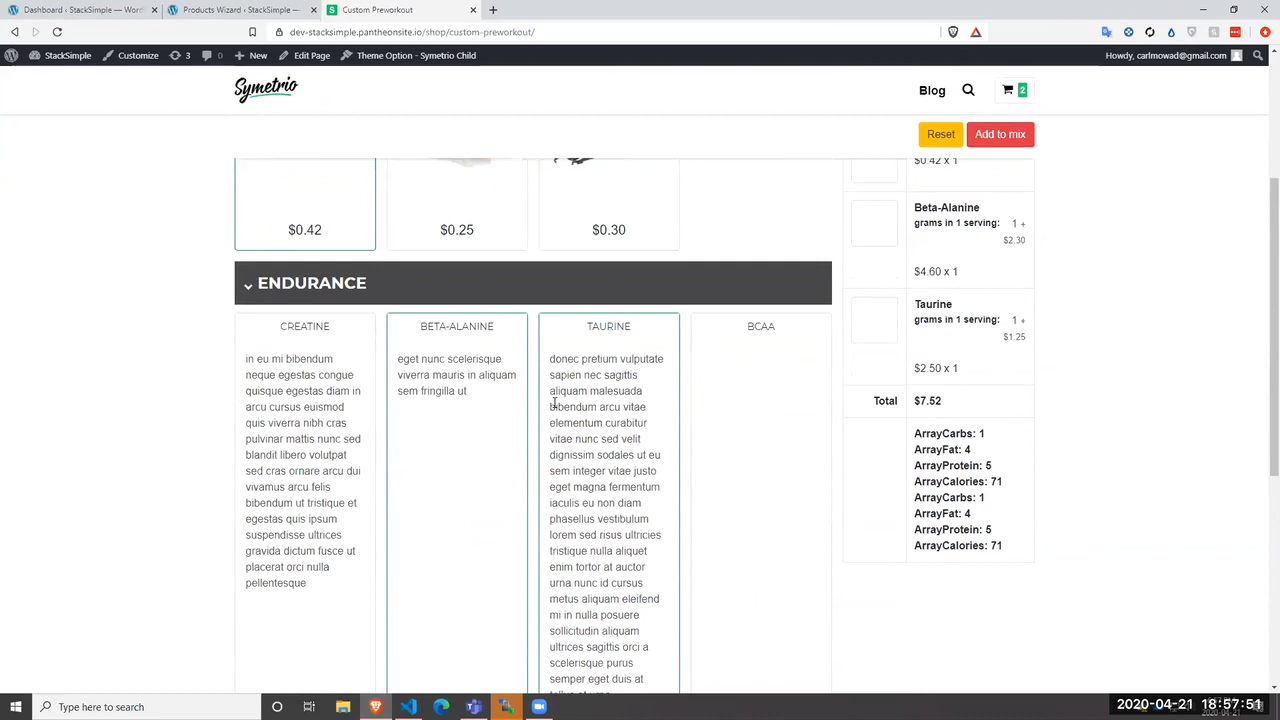 Dashboard ‹ StackSimple — Wor
Products Wizard ‹ StackSimple —
Custom Preworkout
dev-stacksimple.pantheonsite.io/shop/custom-preworkout/
StackSimple
Customize
3
New
Edit Page
Theme Option - Symetrio Child
Howdy, carlmowad@gmail.com
Symetrio
Blog
2
Reset
Add to mix
$0.42 x 1
$0.42
$0.25
$0.30
Beta-Alanine
grams in 1 serving:
1 +
$2.30
$4.60 x 1
Taurine
grams in 1 serving:
1 +
$1.25
$2.50 x 1
Total
$7.52
ArrayCarbs: 1
ArrayFat: 4
ArrayProtein: 5
ArrayCalories: 71
ArrayCarbs: 1
ArrayFat: 4
ArrayProtein: 5
ArrayCalories: 71
ENDURANCE
CREATINE
in eu mi bibendum
neque egestas congue
quisque egestas diam in
arcu cursus euismod
quis viverra nibh cras
pulvinar mattis nunc sed
blandit libero volutpat
sed cras ornare arcu dui
vivamus arcu felis
bibendum ut tristique et
egestas quis ipsum
suspendisse ultrices
gravida dictum fusce ut
placerat orci nulla
pellentesque
BETA-ALANINE
eget nunc scelerisque
viverra mauris in aliquam
sem fringilla ut
TAURINE
donec pretium vulputate
sapien nec sagittis
aliquam malesuada
bibendum arcu vitae
elementum curabitur
vitae nunc sed velit
dignissim sodales ut eu
sem integer vitae justo
eget magna fermentum
iaculis eu non diam
phasellus vestibulum
lorem sed risus ultricies
tristique nulla aliquet
enim tortor at auctor
urna nunc id cursus
metus aliquam eleifend
mi in nulla posuere
sollicitudin aliquam
ultrices sagittis orci a
scelerisque purus
semper eget duis at
BCAA
Type here to search
2020-04-21 18:57:51